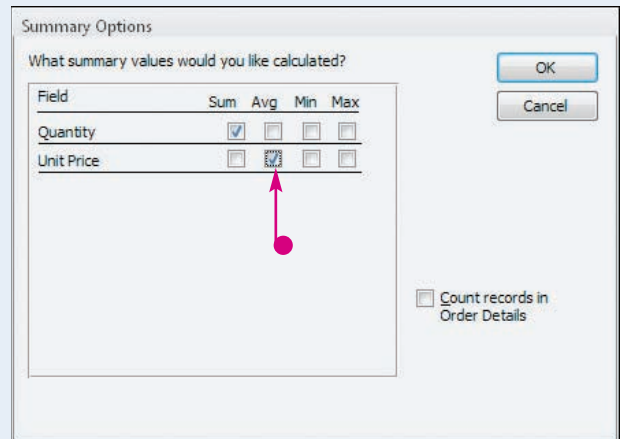 Summary Options
What summary values would you like calculated?
OK
Cancel
Field Sum Avg Min Max
Quantity
Unit Price
Count records in
Order Details